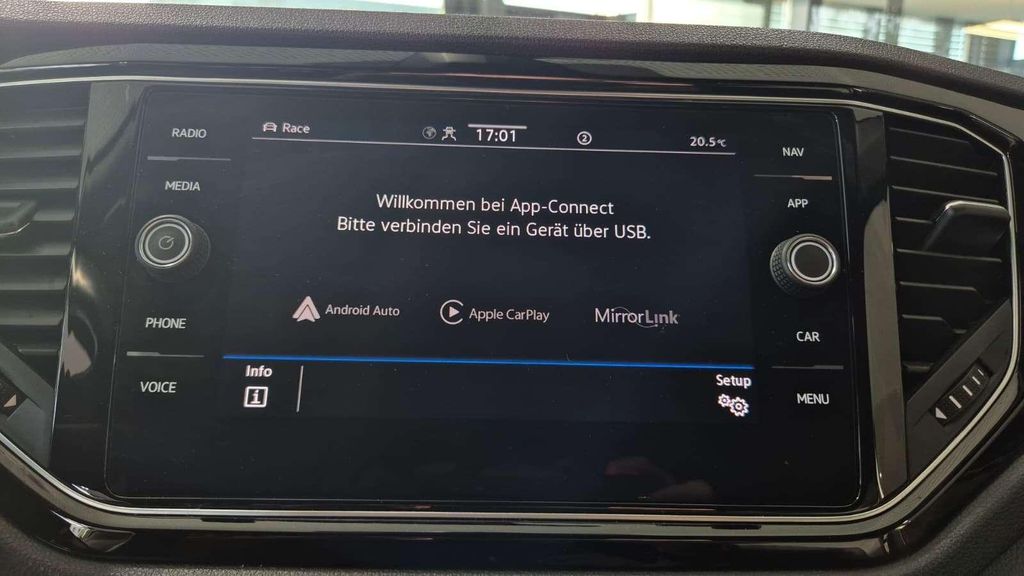 RADIO
MEDIA
PHONE
VOICE
Race
17:01
2
20.5°C
Willkommen bei App-Connect
Bitte verbinden Sie ein Gerät über USB.
Android Auto
Apple CarPlay
MirrorLink
Info
i
Setup
NAV
APP
CAR
MENU